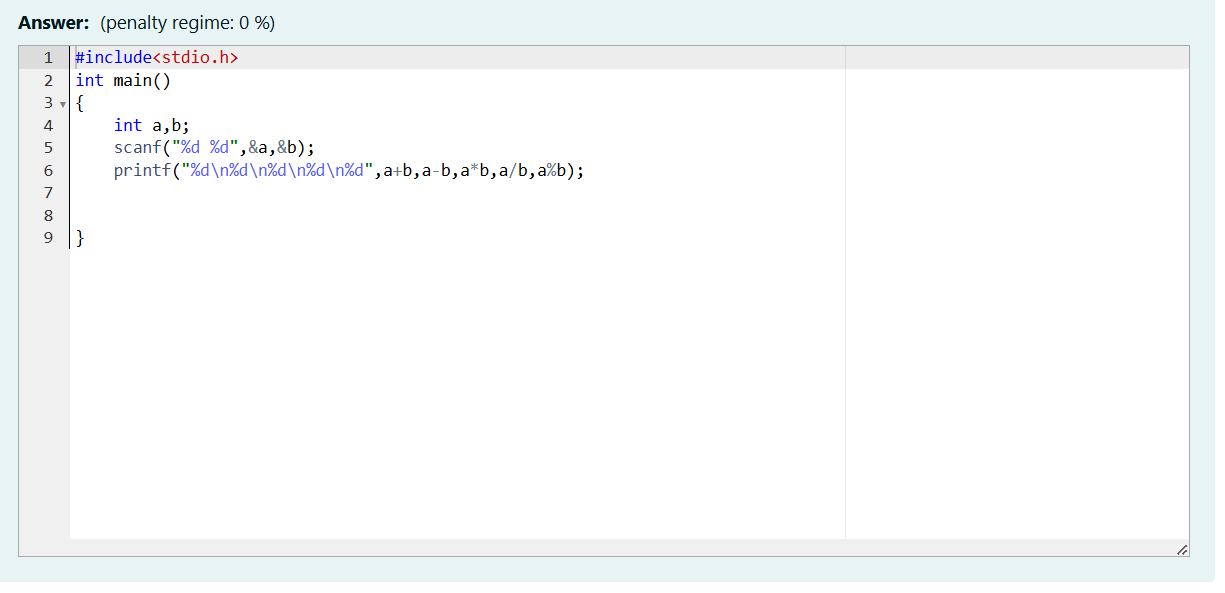 Answer: (penalty regime: 0 %)
1 #include<stdio.h>
2 int main()
3 {
4     int a,b;
5     scanf("%d %d",&a,&b);
6     printf("%d\n%d\n%d\n%d\n%d",a+b,a-b,a*b,a/b,a%b);
7
8
9 }